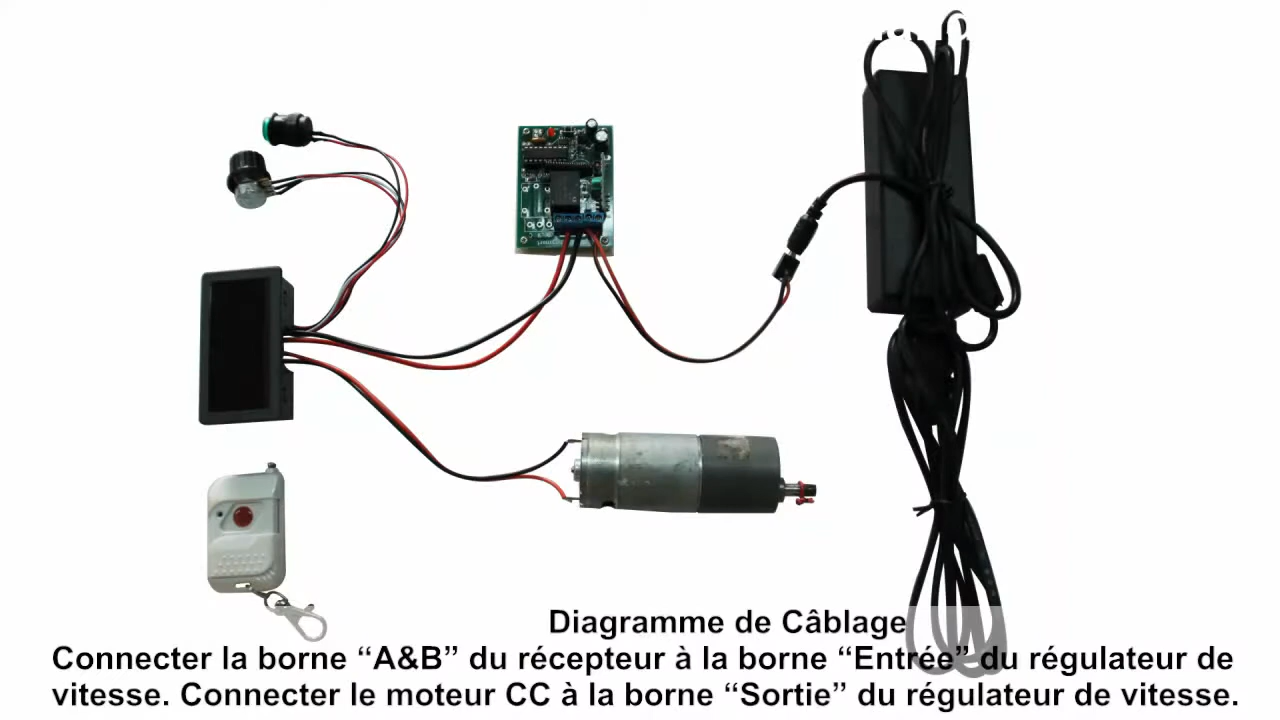 Diagramme de Câblage
Connecter la borne “A&B” du récepteur à la borne “Entrée” du régulateur de
vitesse. Connecter le moteur CC à la borne “Sortie” du régulateur de vitesse.